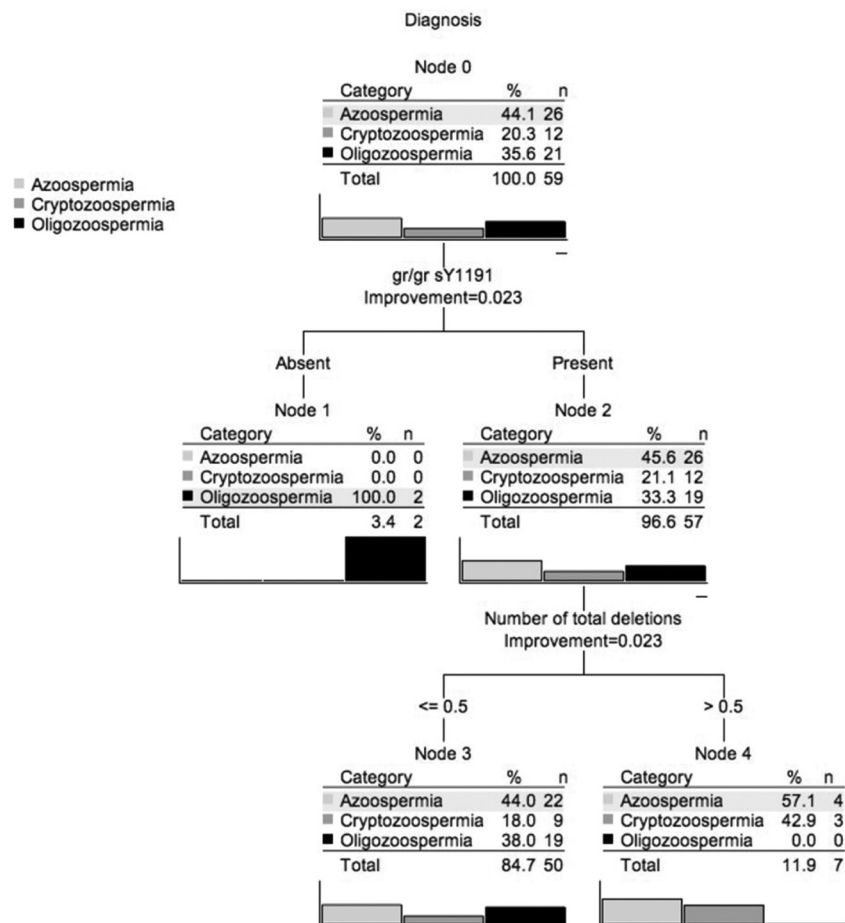 Diagnosis
Node 0
Category % n
Azoospermia 44.1 26
Cryptozoospermia 20.3 12
Oligozoospermia 35.6 21
Total 100.0 59
Azoospermia
Cryptozoospermia
Oligozoospermia
gr/gr sY1191
Improvement=0.023
Absent
Present
Node 1
Category % n
Azoospermia 0.0 0
Cryptozoospermia 0.0 0
Oligozoospermia 100.0 2
Total 3.4 2
Node 2
Category % n
Azoospermia 45.6 26
Cryptozoospermia 21.1 12
Oligozoospermia 33.3 19
Total 96.6 57
Number of total deletions
Improvement=0.023
<= 0.5
> 0.5
Node 3
Category % n
Azoospermia 44.0 22
Cryptozoospermia 18.0 9
Oligozoospermia 38.0 19
Total 84.7 50
Node 4
Category % n
Azoospermia 57.1 4
Cryptozoospermia 42.9 3
Oligozoospermia 0.0 0
Total 11.9 7